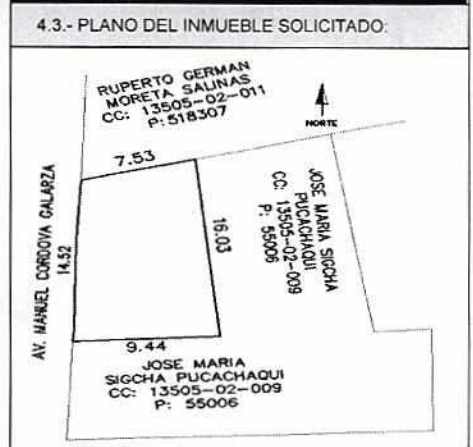 4.3.- PLANO DEL INMUEBLE SOLICITADO:
RUPERTO GERMAN
MORETA SALINAS
CC: 13505-02-011
P: 518307
NORTE
7.53
AV. MANUEL CORDOVA GALARZA
14.52
16.03
JOSE MARIA SIGCHA
PUCACHAQUI
CC: 13505-02-009
P: 55006
9.44
JOSE MARIA
SIGCHA PUCACHAQUI
CC: 13505-02-009
P: 55006